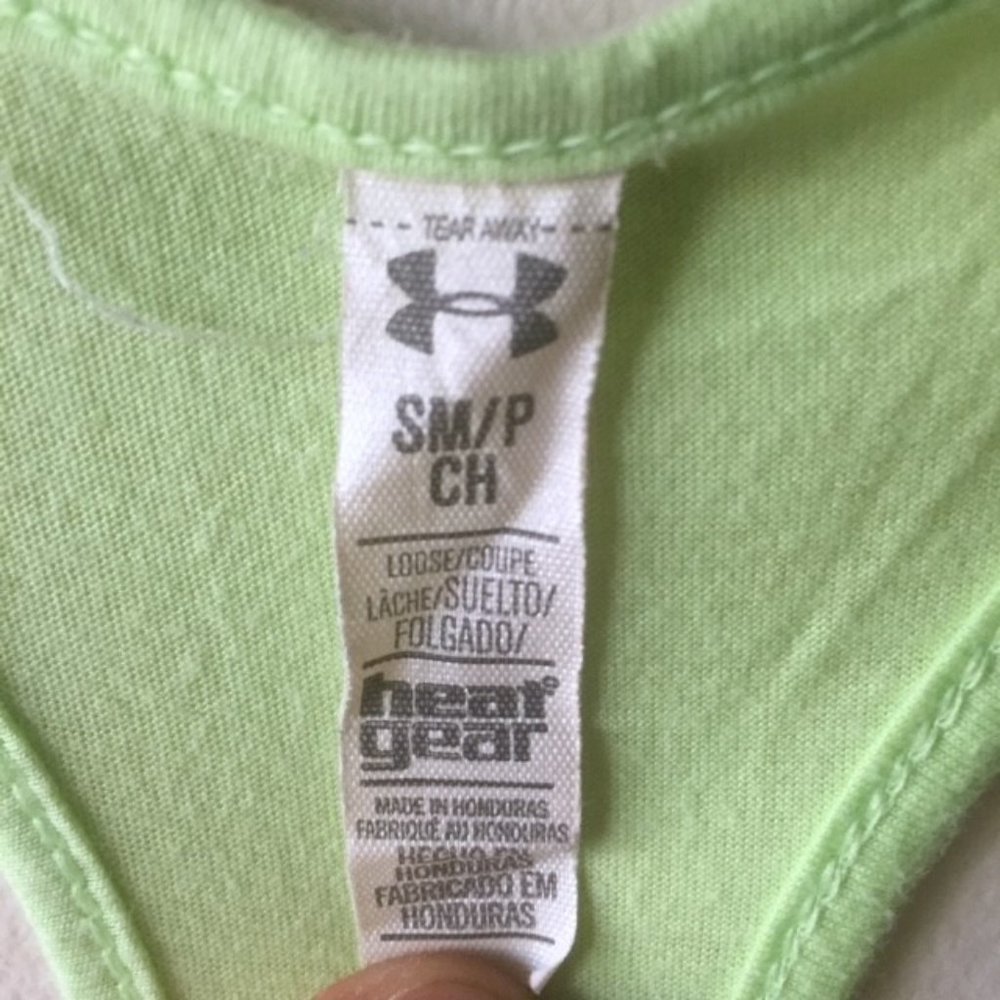 - - - TEAR AWAY- - -
SM/P
CH
LOOSE/COUPE
LÂCHE/SUELTO/
FOLGADO/
heat
gear
MADE IN HONDURAS
FABRIQUÉ AU HONDURAS
HECHO EN
HONDURAS
FABRICADO EM
HONDURAS